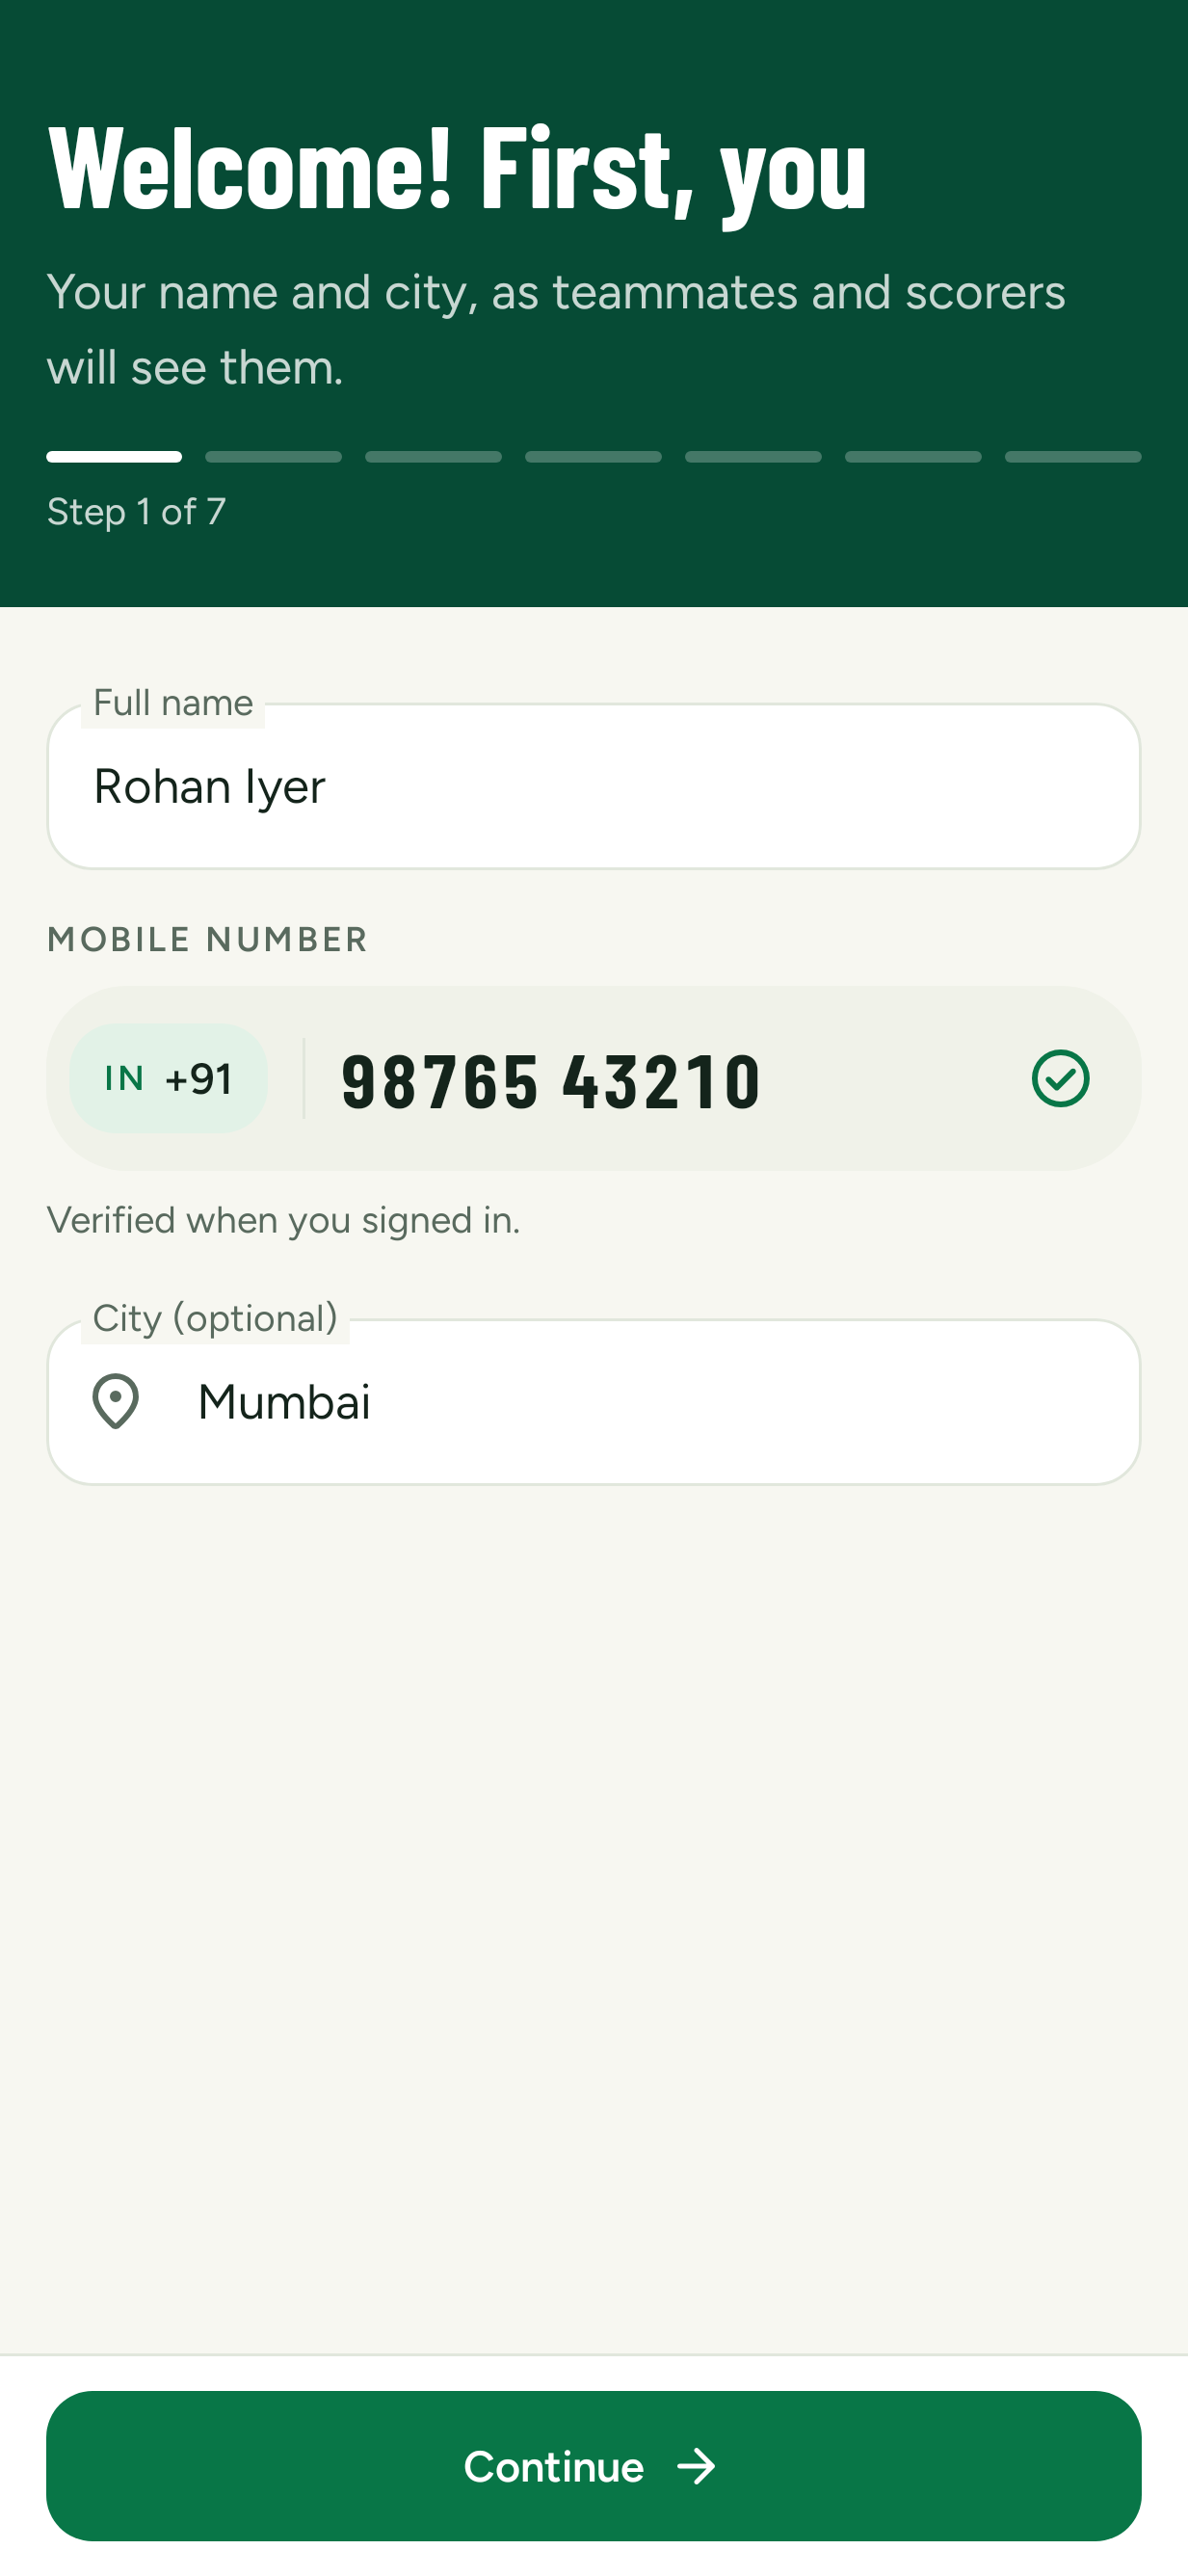 Welcome! First, you
Your name and city, as teammates and scorers
will see them.
Step 1 of 7
Full name
Rohan Iyer
MOBILE NUMBER
IN +91 98765 43210
Verified when you signed in.
City (optional)
Mumbai
Continue